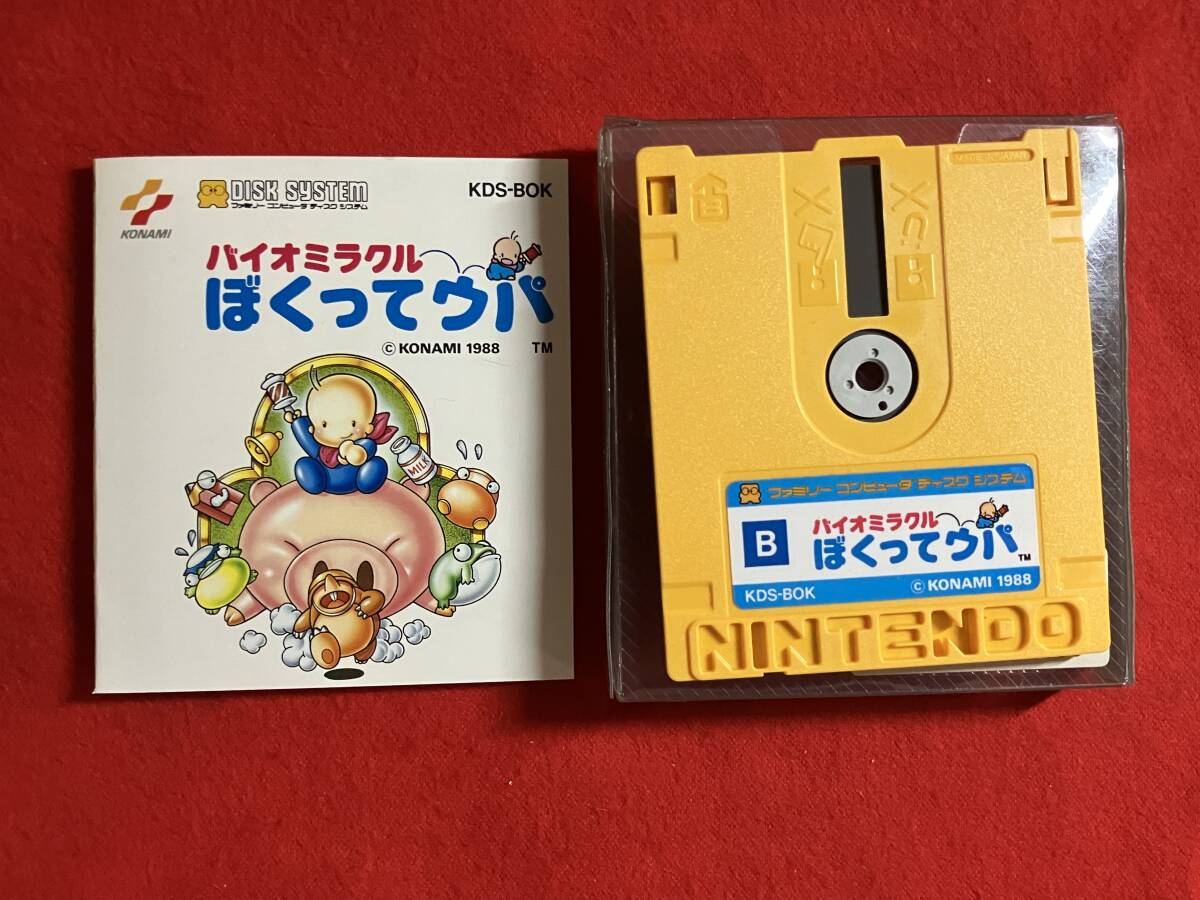 KONAMI
DISK SYSTEM
ファミリー コンピュータ ディスク システム
KDS-BOK
バイオミラクル
ぼくってウパ
© KONAMI 1988 TM
MILK
MADE IN JAPAN
B
ファミリー コンピュータ ディスク システム
B
バイオミラクル
ぼくってウパ
TM
KDS-BOK
© KONAMI 1988
NINTENDO